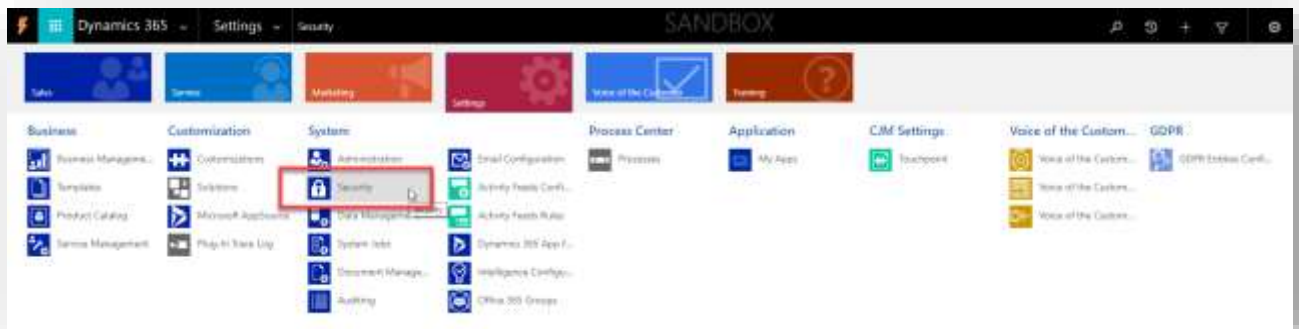 Dynamics 365 Settings Security SANDBOX
Sales Service Marketing Settings Voice of the Customer Training
Business Customization System Process Center Application CJM Settings Voice of the Custom... GDPR
Business Manageme... Customizations Administration Email Configuration Processes My Apps Touchpoint Voice of the Custom... GDPR Entities Confi...
Templates Solutions Security Activity Feeds Confi... Voice of the Custom...
Product Catalog Microsoft AppSource Data Manageme Activity Feeds Rules Voice of the Custom...
Service Management Plug-In Trace Log System Jobs Dynamics 365 App f...
Document Manage... Intelligence Configu...
Auditing Office 365 Groups